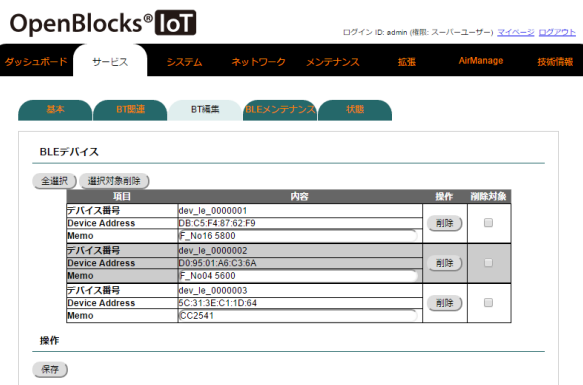 OpenBlocks® IoT
ログイン ID: admin (権限: スーパーユーザー) マイページ ログアウト
ダッシュボード サービス システム ネットワーク メンテナンス 拡張 AirManage 技術情報
基本 BT関連 BT編集 BLEメンテナンス 状態
BLEデバイス
全選択 選択対象削除
項目 内容 操作 削除対象
デバイス番号 dev_le_0000001
Device Address DB:C5:F4:87:62:F9 削除
Memo F_No16 5800
デバイス番号 dev_le_0000002
Device Address D0:95:01:A6:C3:6A 削除
Memo F_No04 5600
デバイス番号 dev_le_0000003
Device Address 5C:31:3E:C1:1D:64 削除
Memo CC2541
操作
保存